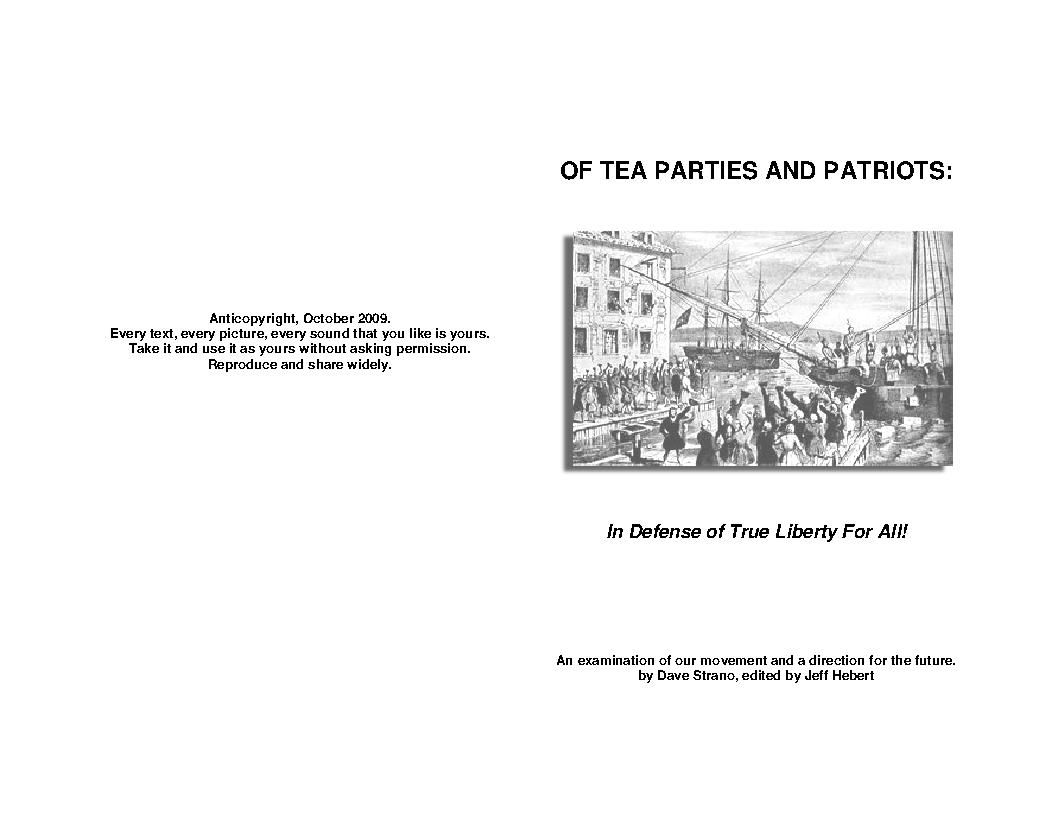 Anticopyright, October 2009.
Every text, every picture, every sound that you like is yours.
Take it and use it as yours without asking permission.
Reproduce and share widely.
OF TEA PARTIES AND PATRIOTS:
In Defense of True Liberty For All!
An examination of our movement and a direction for the future.
by Dave Strano, edited by Jeff Hebert